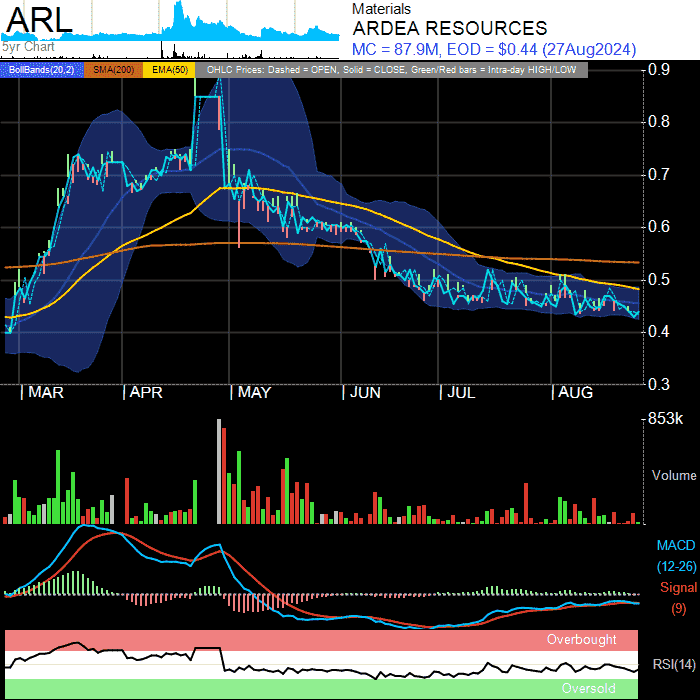 ARL
5yr Chart
Materials
ARDEA RESOURCES
MC = 87.9M, EOD = $0.44 (27Aug2024)
BollBands(20,2) SMA(200) EMA(50) OHLC Prices: Dashed = OPEN, Solid = CLOSE, Green/Red bars = Intra-day HIGH/LOW
0.9
0.8
0.7
0.6
0.5
0.4
0.3
MAR APR MAY JUN JUL AUG
853k
Volume
MACD
(12-26)
Signal
(9)
Overbought
RSI(14)
Oversold